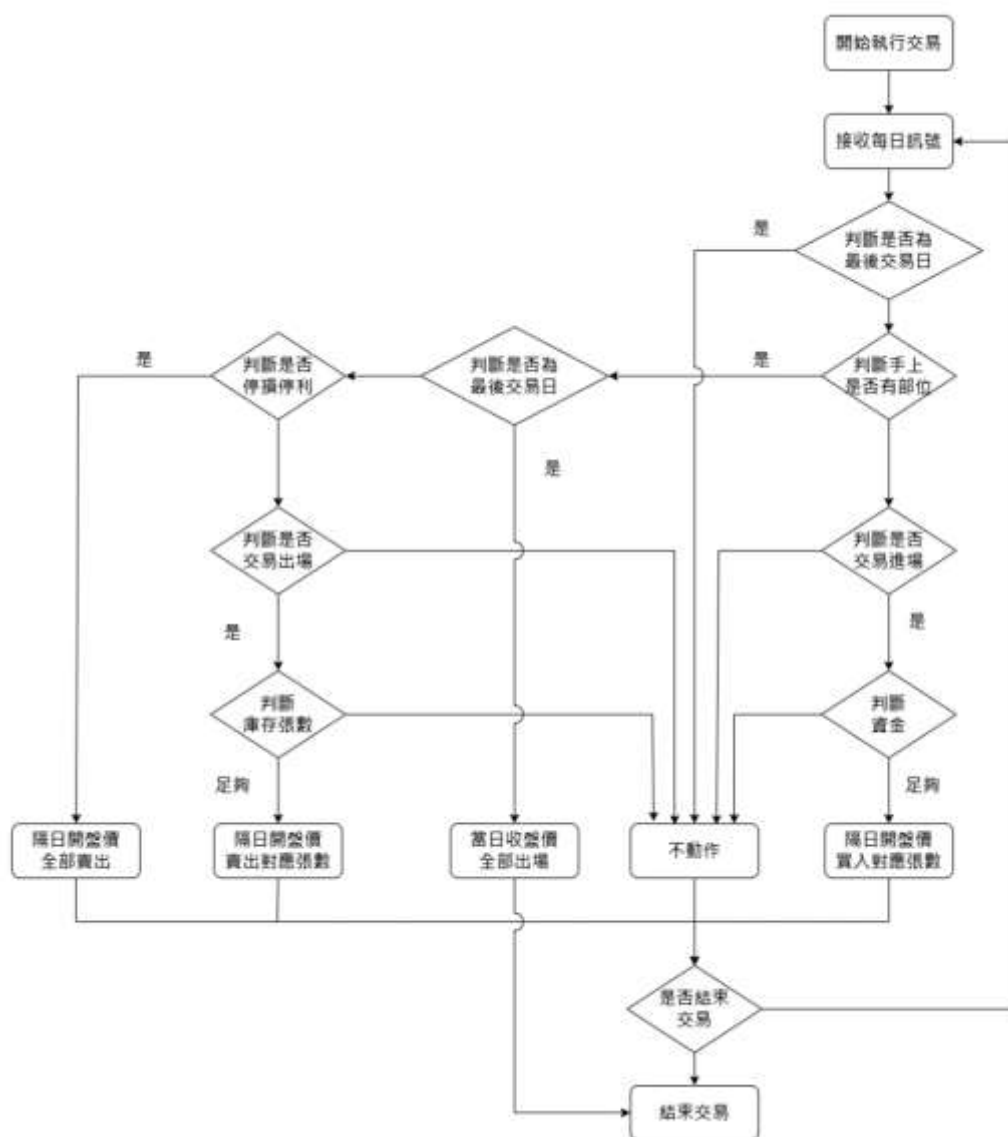 開始執行交易
接收每日訊號
是
判斷是否為
最後交易日
是
判斷是否
停損停利
判斷是否為
最後交易日
是
判斷手上
是否有部位
是
判斷是否
交易出場
判斷是否
交易進場
是
是
判斷
庫存張數
判斷
資金
足夠
足夠
隔日開盤價
全部賣出
隔日開盤價
賣出對應張數
當日收盤價
全部出場
不動作
隔日開盤價
買入對應張數
是否結束
交易
結束交易